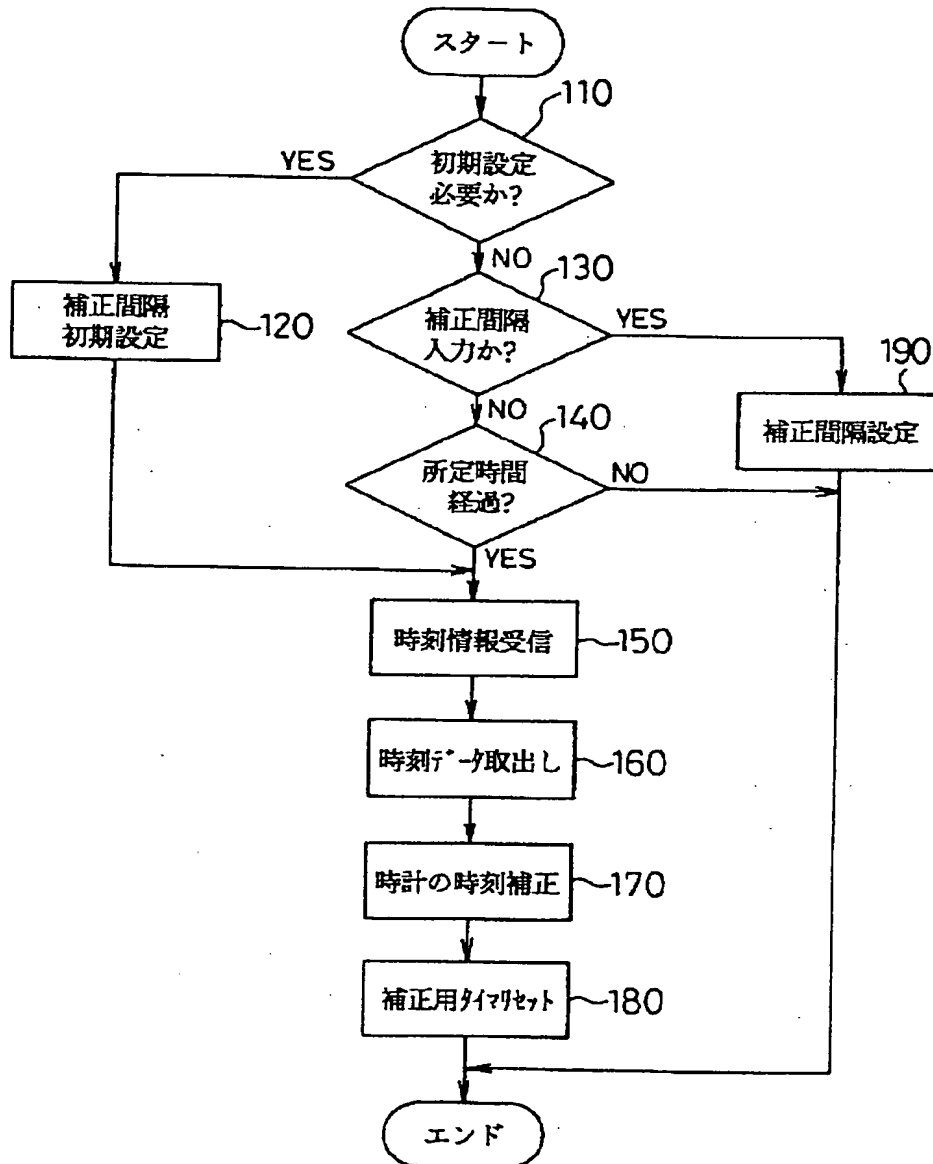 スタート
110
YES
初期設定
必要か?
NO
130
補正間隔
初期設定
120
補正間隔
入力か?
YES
190
NO
140
補正間隔設定
所定時間
経過?
NO
YES
時刻情報受信
150
時刻ﾃﾞｰﾀ取出し
160
時計の時刻補正
170
補正用ﾀｲﾏﾘｾｯﾄ
180
エンド